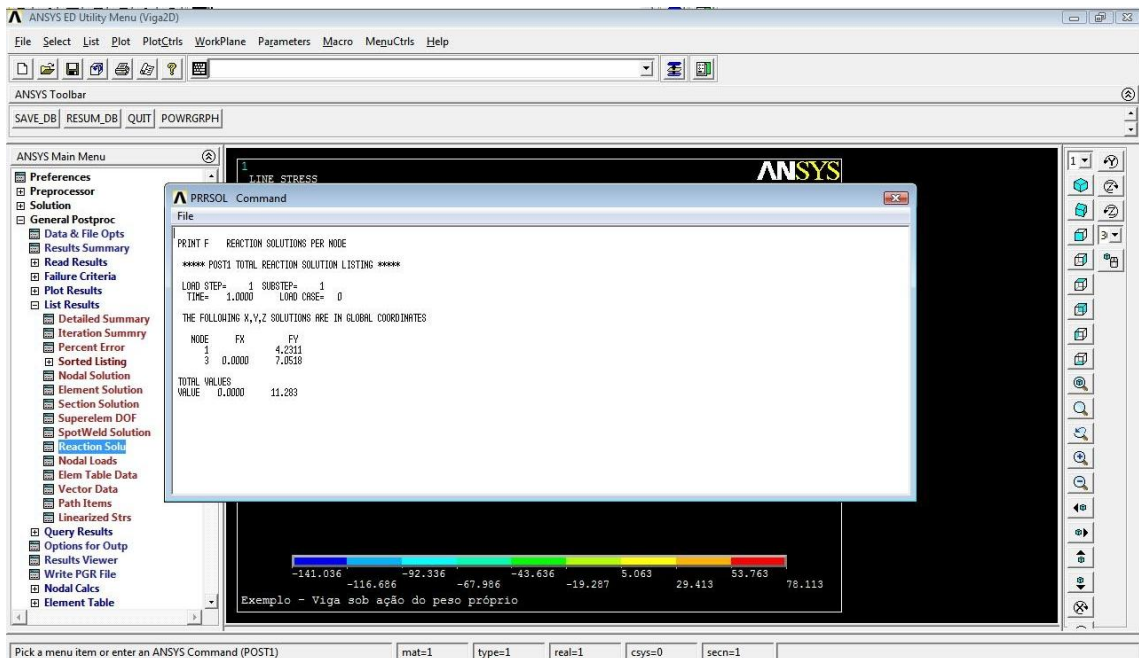 ANSYS ED Utility Menu (Viga2D)
File Select List Plot PlotCtrls WorkPlane Parameters Macro MenuCtrls Help
ANSYS Toolbar
SAVE_DB RESUM_DB QUIT POWRGRPH
ANSYS Main Menu
Preferences
Preprocessor
Solution
General Postproc
Data & File Opts
Results Summary
Read Results
Failure Criteria
Plot Results
List Results
Detailed Summary
Iteration Summry
Percent Error
Sorted Listing
Nodal Solution
Element Solution
Section Solution
Superelem DOF
SpotWeld Solution
Reaction Solu
Nodal Loads
Elem Table Data
Vector Data
Path Items
Linearized Strs
Query Results
Options for Outp
Results Viewer
Write PGR File
Nodal Calcs
Element Table
1
LINE STRESS
ANSYS
PRRSOL Command
File
PRINT F REACTION SOLUTIONS PER NODE
***** POST1 TOTAL REACTION SOLUTION LISTING *****
LOAD STEP= 1 SUBSTEP= 1
TIME= 1.0000 LOAD CASE= 0
THE FOLLOWING X,Y,Z SOLUTIONS ARE IN GLOBAL COORDINATES
NODE FX FY
1 4.2311
3 0.0000 7.0518
TOTAL VALUES
VALUE 0.0000 11.283
-141.036 -92.336 -43.636 5.063 53.763
-116.686 -67.986 -19.287 29.413 78.113
Exemplo - Viga sob ação do peso próprio
1
3
Pick a menu item or enter an ANSYS Command (POST1) mat=1 type=1 real=1 csys=0 secn=1